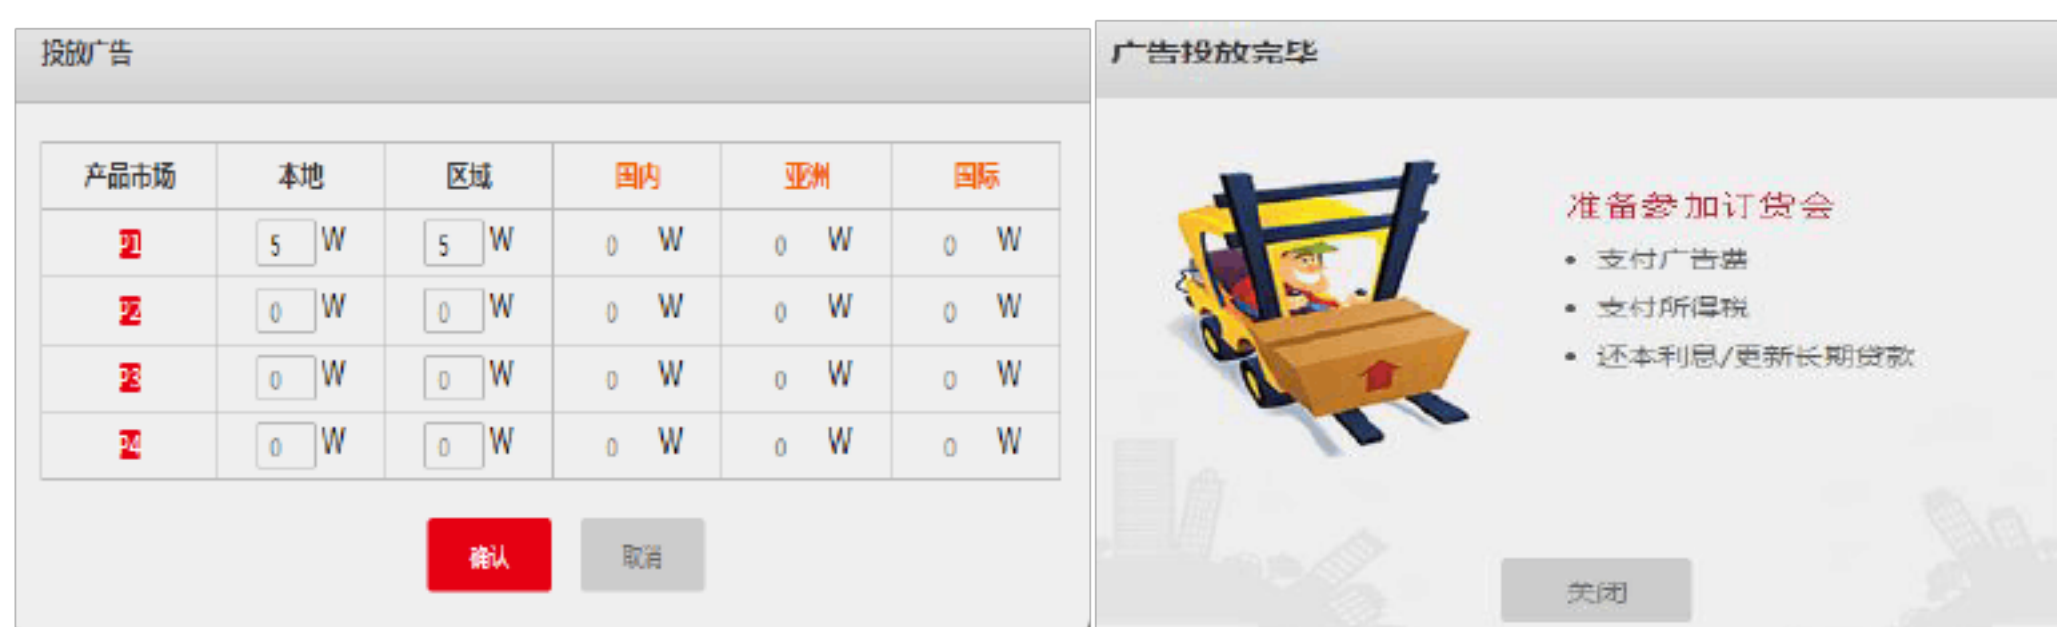 投放广告
产品市场 本地 区域 国内 亚洲 国际
P1 5 W 5 W 0 W 0 W 0 W
P2 0 W 0 W 0 W 0 W 0 W
P3 0 W 0 W 0 W 0 W 0 W
P4 0 W 0 W 0 W 0 W 0 W
确认 取消
广告投放完毕
准备参加订货会
• 支付广告费
• 支付所得税
• 还本利息/更新长期贷款
关闭